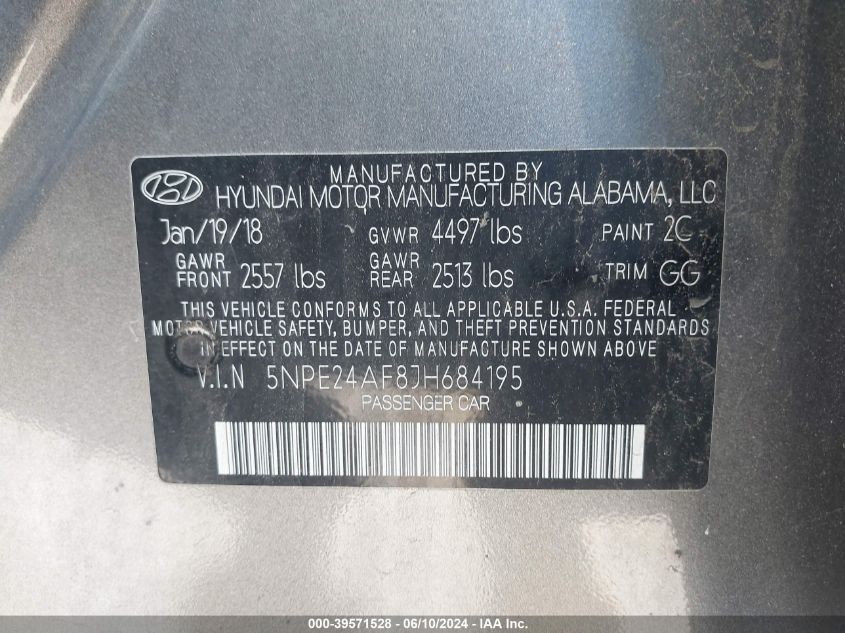 MANUFACTURED BY
HYUNDAI MOTOR MANUFACTURING ALABAMA, LLC
Jan/19/18 GVWR 4497 lbs PAINT 2C
GAWR FRONT 2557 lbs GAWR REAR 2513 lbs TRIM GG
THIS VEHICLE CONFORMS TO ALL APPLICABLE U.S.A. FEDERAL
MOTOR VEHICLE SAFETY, BUMPER, AND THEFT PREVENTION STANDARDS
IN EFFECT ON THE DATE OF MANUFACTURE SHOWN ABOVE
V.I.N 5NPE24AF8JH684195
PASSENGER CAR
000-39571528 - 06/10/2024 - IAA Inc.